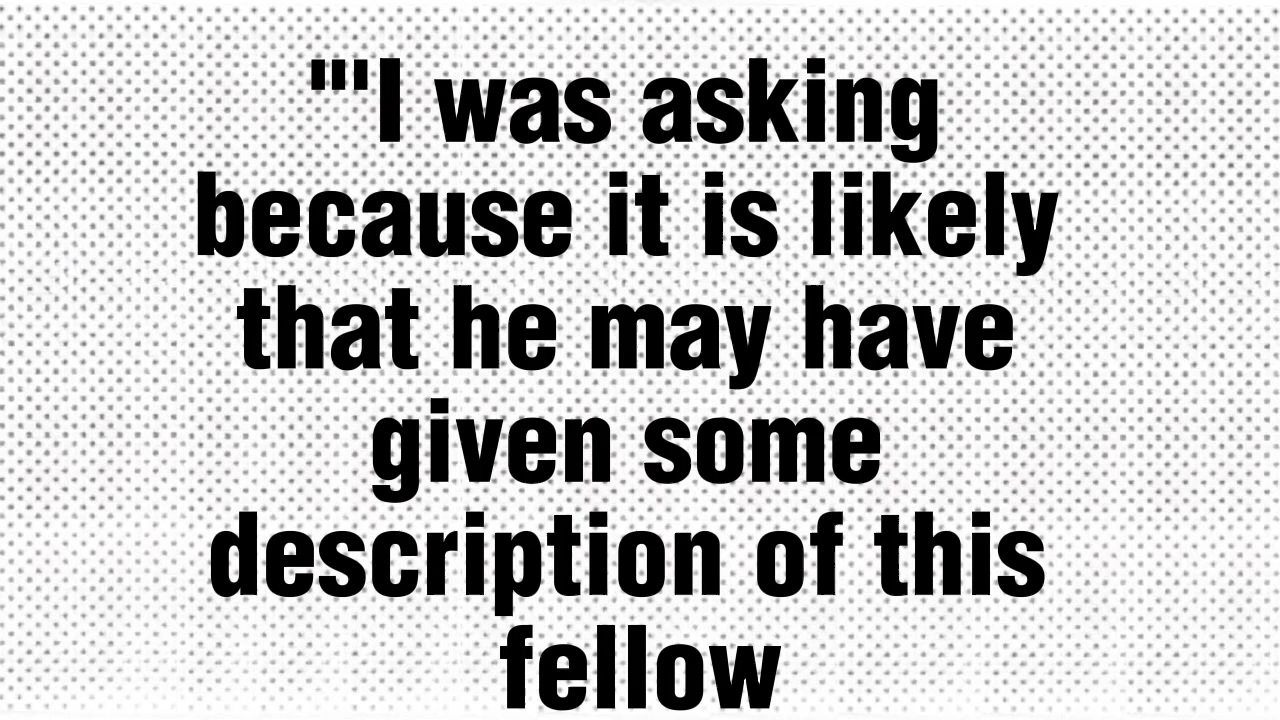 "'I was asking
because it is likely
that he may have
given some
description of this
fellow